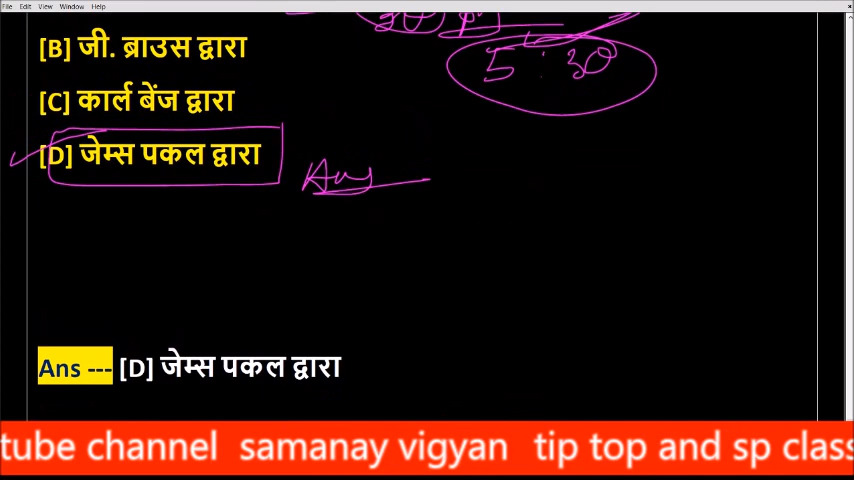 File Edit View Window Help
[B] जी. ब्राउस द्वारा
5 : 30
[C] कार्ल बेंज द्वारा
[D] जेम्स पकल द्वारा
Ans
Ans --- [D] जेम्स पकल द्वारा
tube channel samanay vigyan tip top and sp class